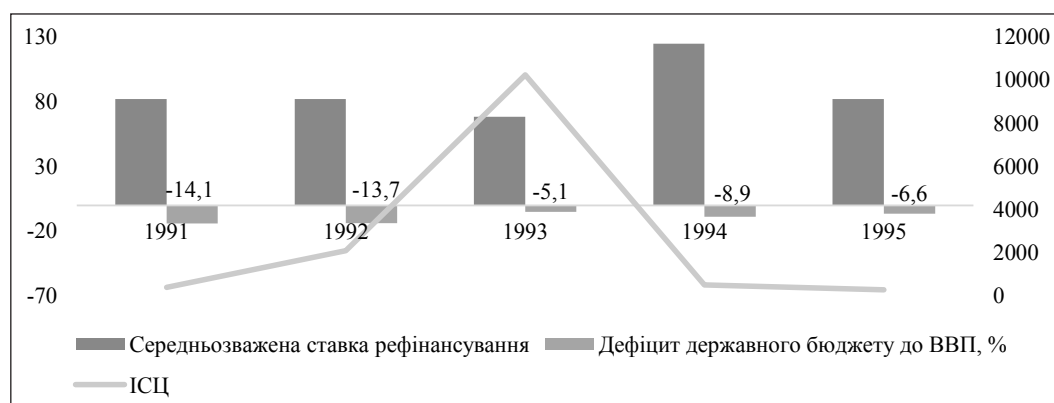 130 12000
80 10000
30 8000
-20 6000
-70 4000
2000
0
-14,1 -13,7 -5,1 -8,9 -6,6
1991 1992 1993 1994 1995
Середньозважена ставка рефінансування Дефіцит державного бюджету до ВВП, %
ІСЦ